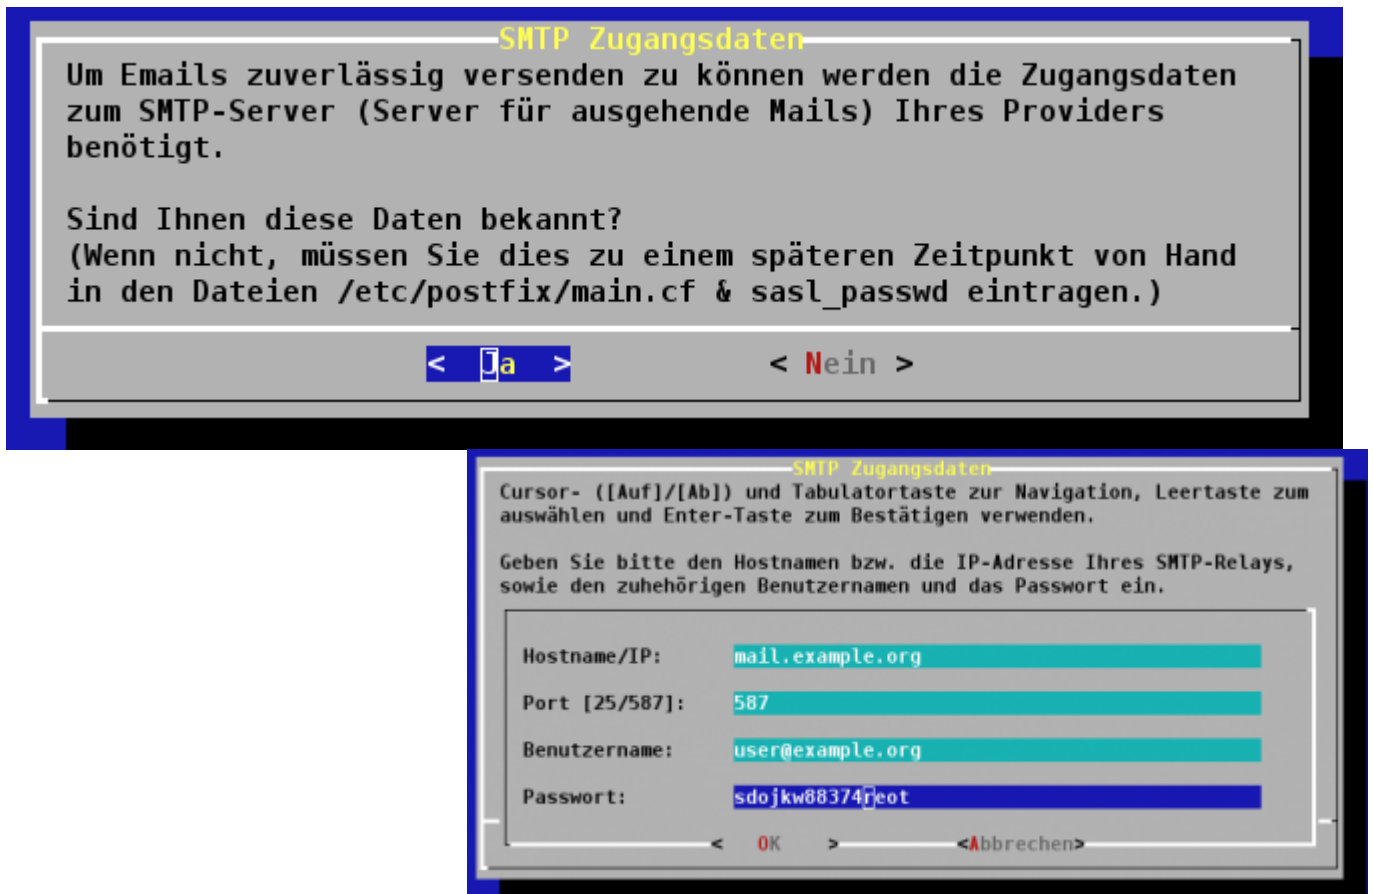 SMTP Zugangsdaten
Um Emails zuverlässig versenden zu können werden die Zugangsdaten
zum SMTP-Server (Server für ausgehende Mails) Ihres Providers
benötigt.
Sind Ihnen diese Daten bekannt?
(Wenn nicht, müssen Sie dies zu einem späteren Zeitpunkt von Hand
in den Dateien /etc/postfix/main.cf & sasl_passwd eintragen.)
< Ja > < Nein >
SMTP Zugangsdaten
Cursor- ([Auf]/[Ab]) und Tabulatortaste zur Navigation, Leertaste zum
auswählen und Enter-Taste zum Bestätigen verwenden.
Geben Sie bitte den Hostnamen bzw. die IP-Adresse Ihres SMTP-Relays,
sowie den zuhehörigen Benutzernamen und das Passwort ein.
Hostname/IP: mail.example.org
Port [25/587]: 587
Benutzername: user@example.org
Passwort: sdojkw88374reot
< OK > <Abbrechen>